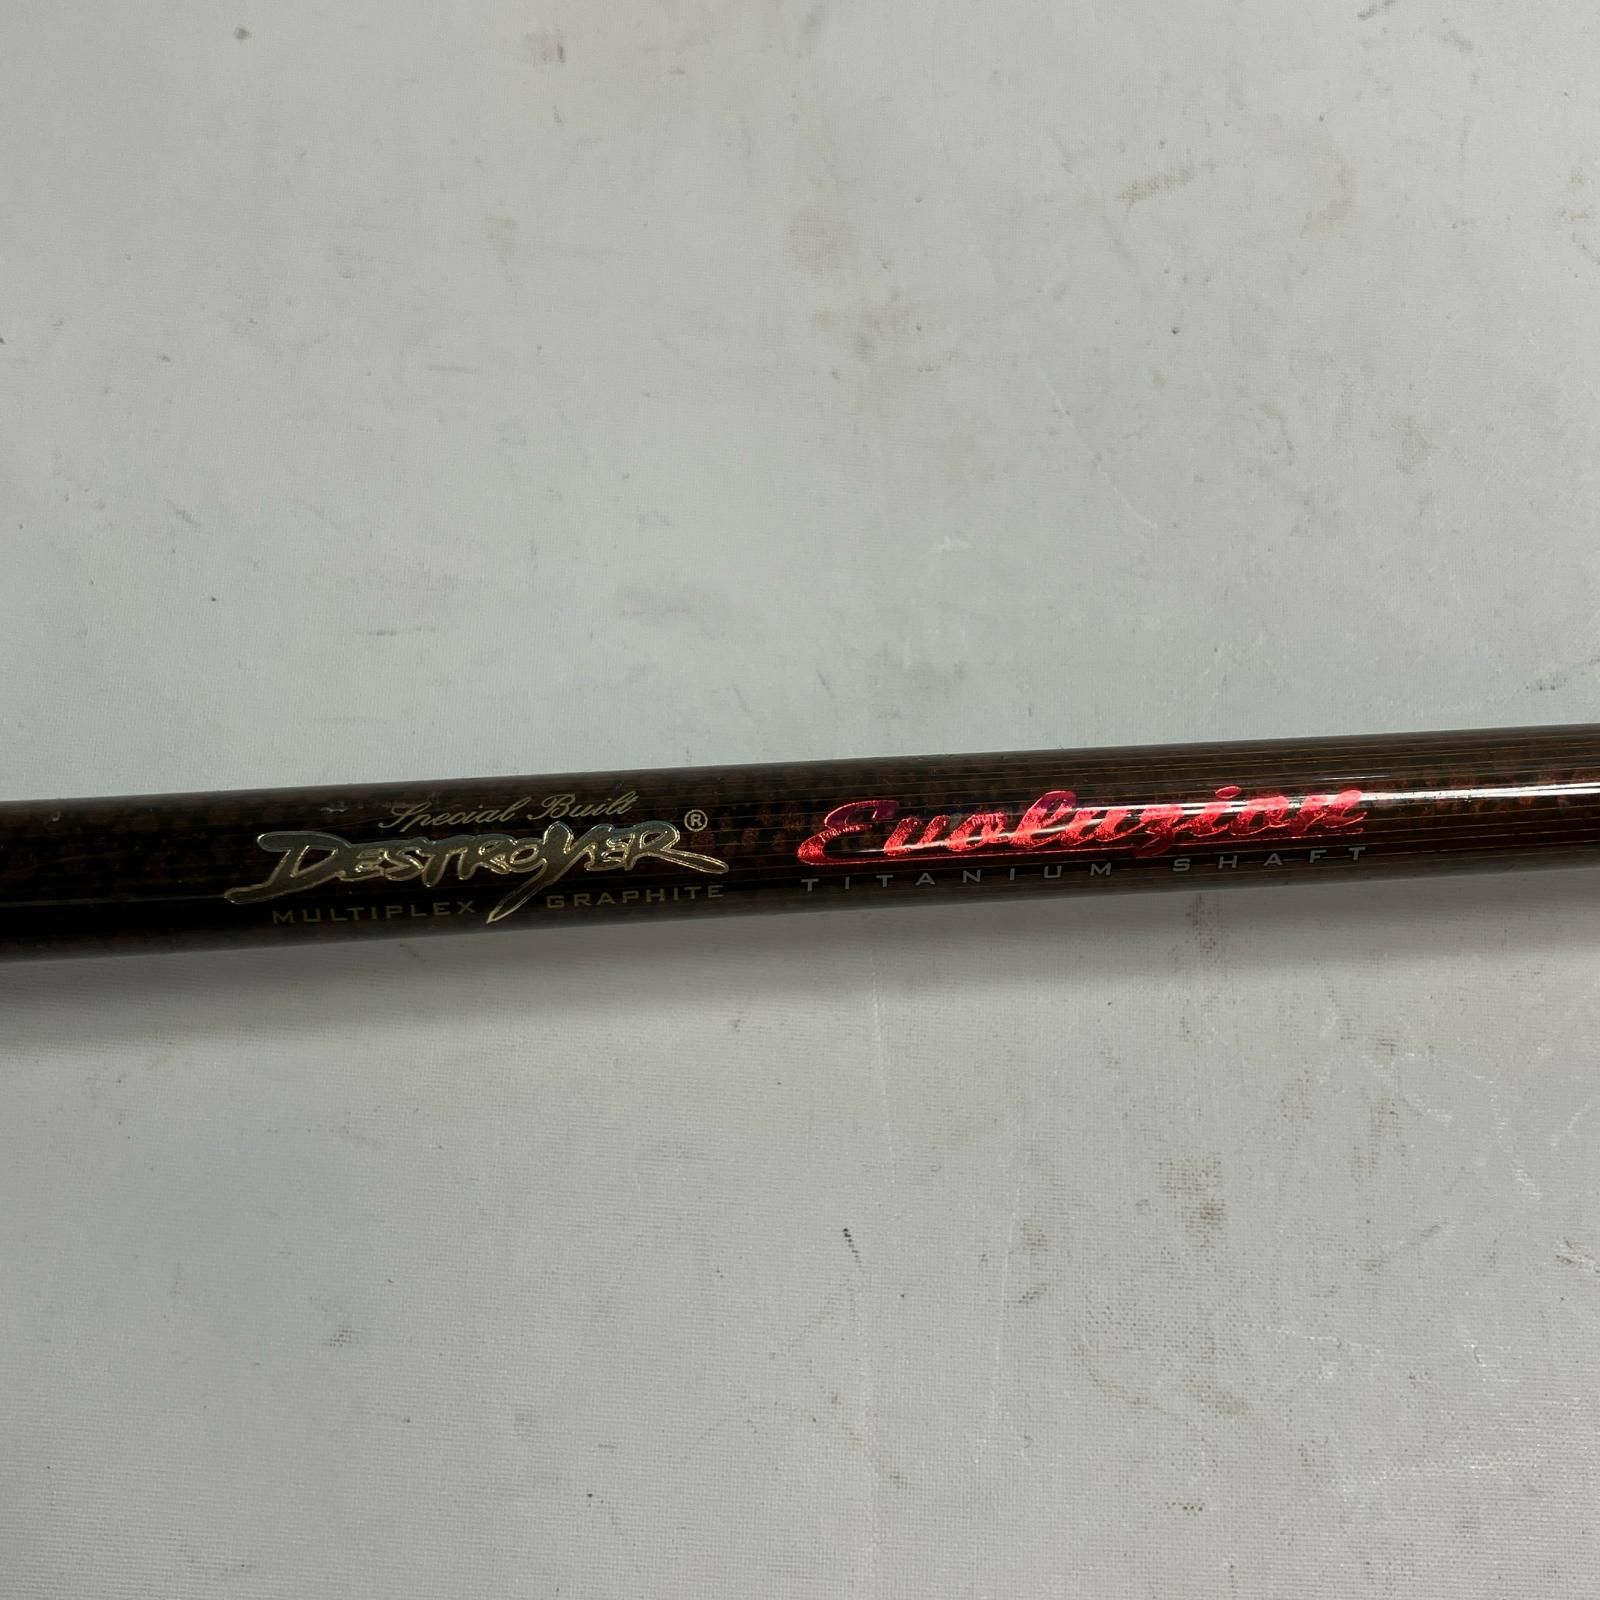 Special Built
DESTROYER®
MULTIPLEX GRAPHITE
Evoluzion
TITANIUM SHAFT